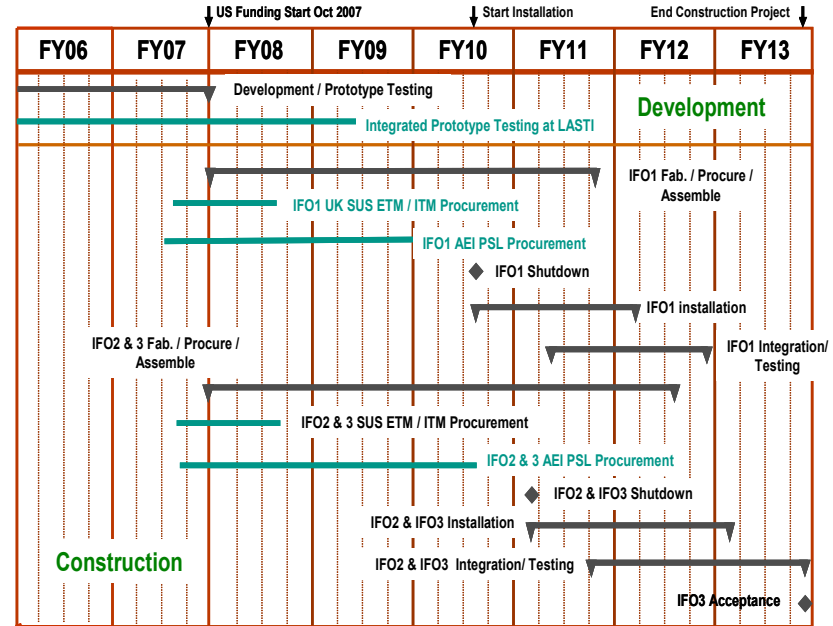 US Funding Start Oct 2007
Start Installation
End Construction Project
FY06
FY07
FY08
FY09
FY10
FY11
FY12
FY13
Development / Prototype Testing
Development
Integrated Prototype Testing at LASTI
IFO1 Fab. / Procure /
Assemble
IFO1 UK SUS ETM / ITM Procurement
IFO1 AEI PSL Procurement
IFO1 Shutdown
IFO1 installation
IFO2 & 3 Fab. / Procure /
Assemble
IFO1 Integration/
Testing
IFO2 & 3 SUS ETM / ITM Procurement
IFO2 & 3 AEI PSL Procurement
IFO2 & IFO3 Shutdown
IFO2 & IFO3 Installation
Construction
IFO2 & IFO3 Integration/ Testing
IFO3 Acceptance